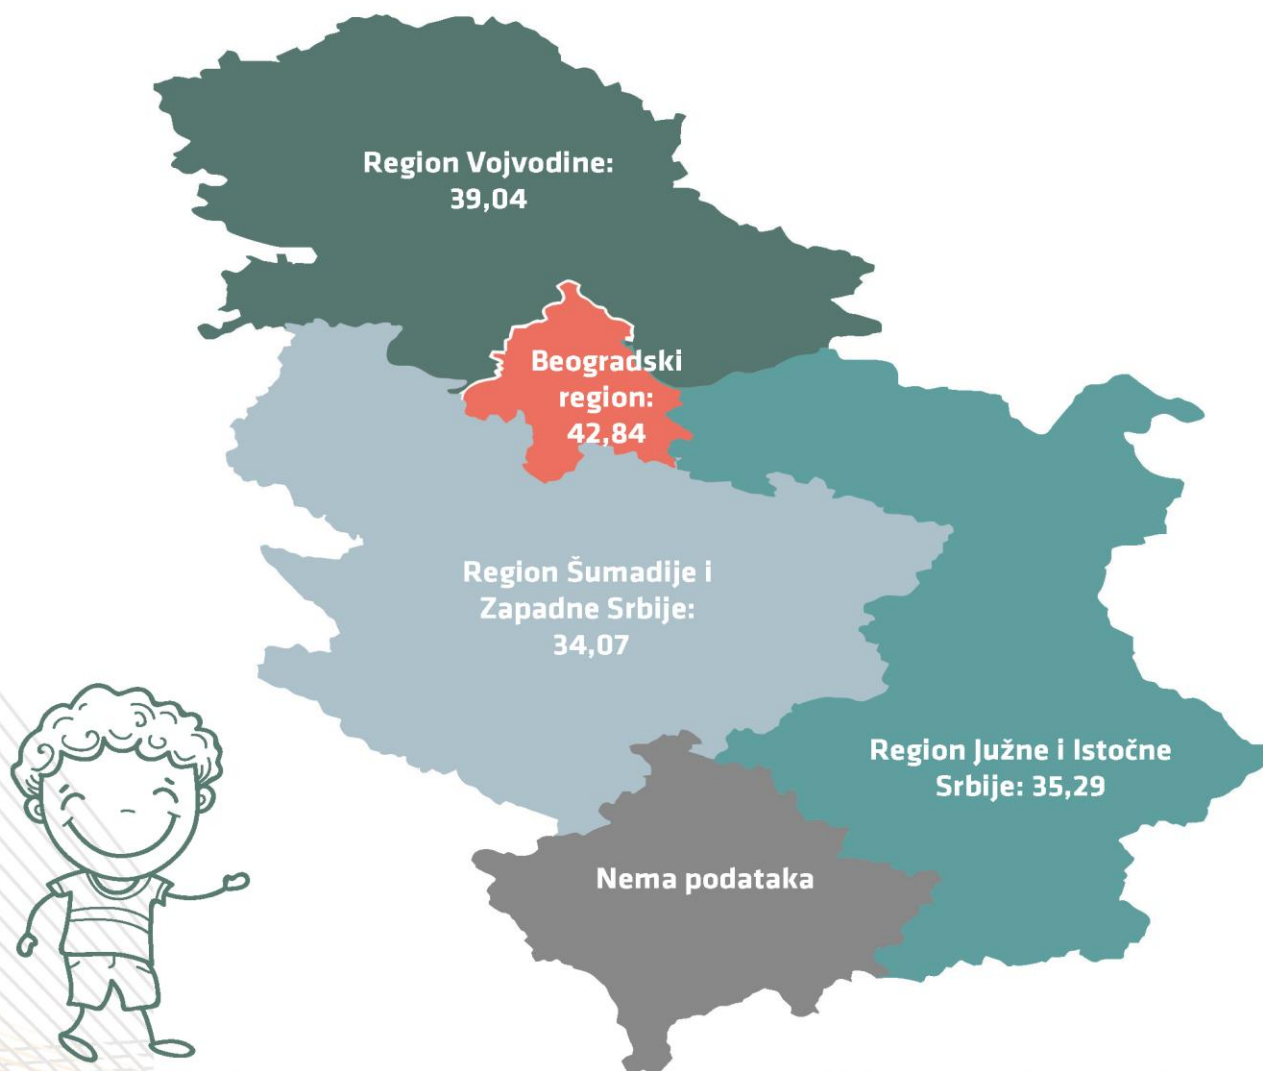 Region Vojvodine:
39,04
Beogradski
region:
42,84
Region Šumadije i
Zapadne Srbije:
34,07
Region Južne i Istočne
Srbije: 35,29
Nema podataka